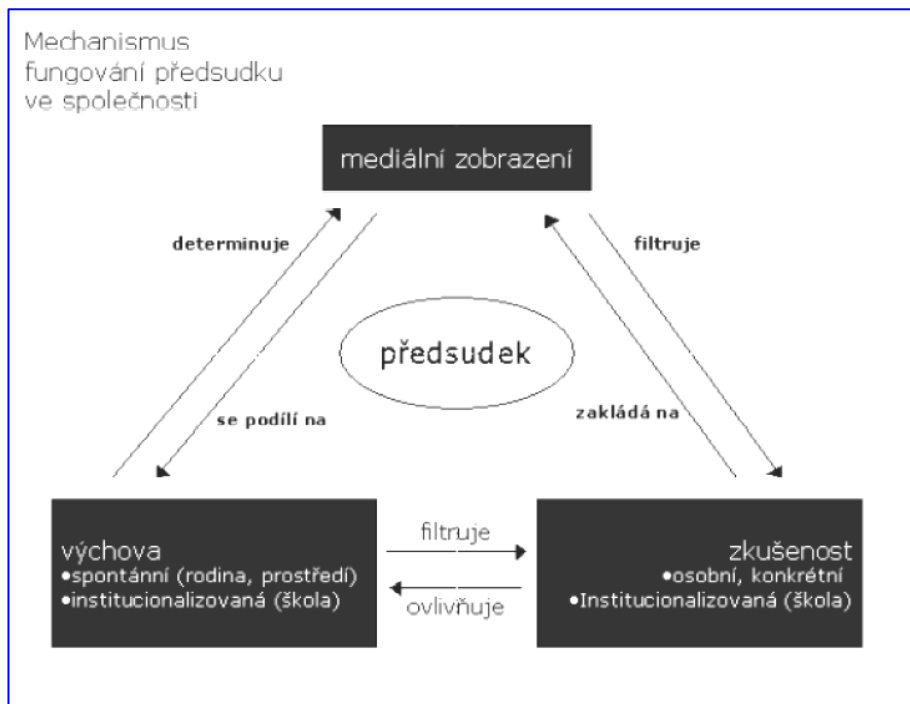 Mechanismus
fungování předsudku
ve společnosti
mediální zobrazení
determinuje
filtruje
předsudek
se podílí na
zakládá na
výchova
•spontánní (rodina, prostředí)
•institucionalizovaná (škola)
filtruje
ovlivňuje
zkušenost
•osobní, konkrétní
•Institucionalizovaná (škola)